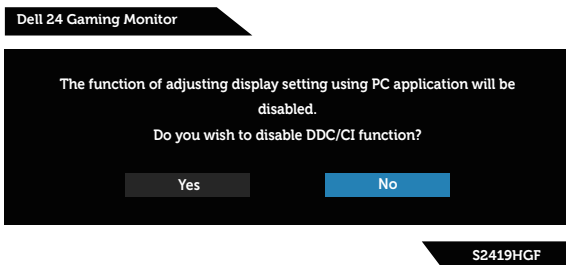 Dell 24 Gaming Monitor
The function of adjusting display setting using PC application will be
disabled.
Do you wish to disable DDC/CI function?
Yes
No
S2419HGF